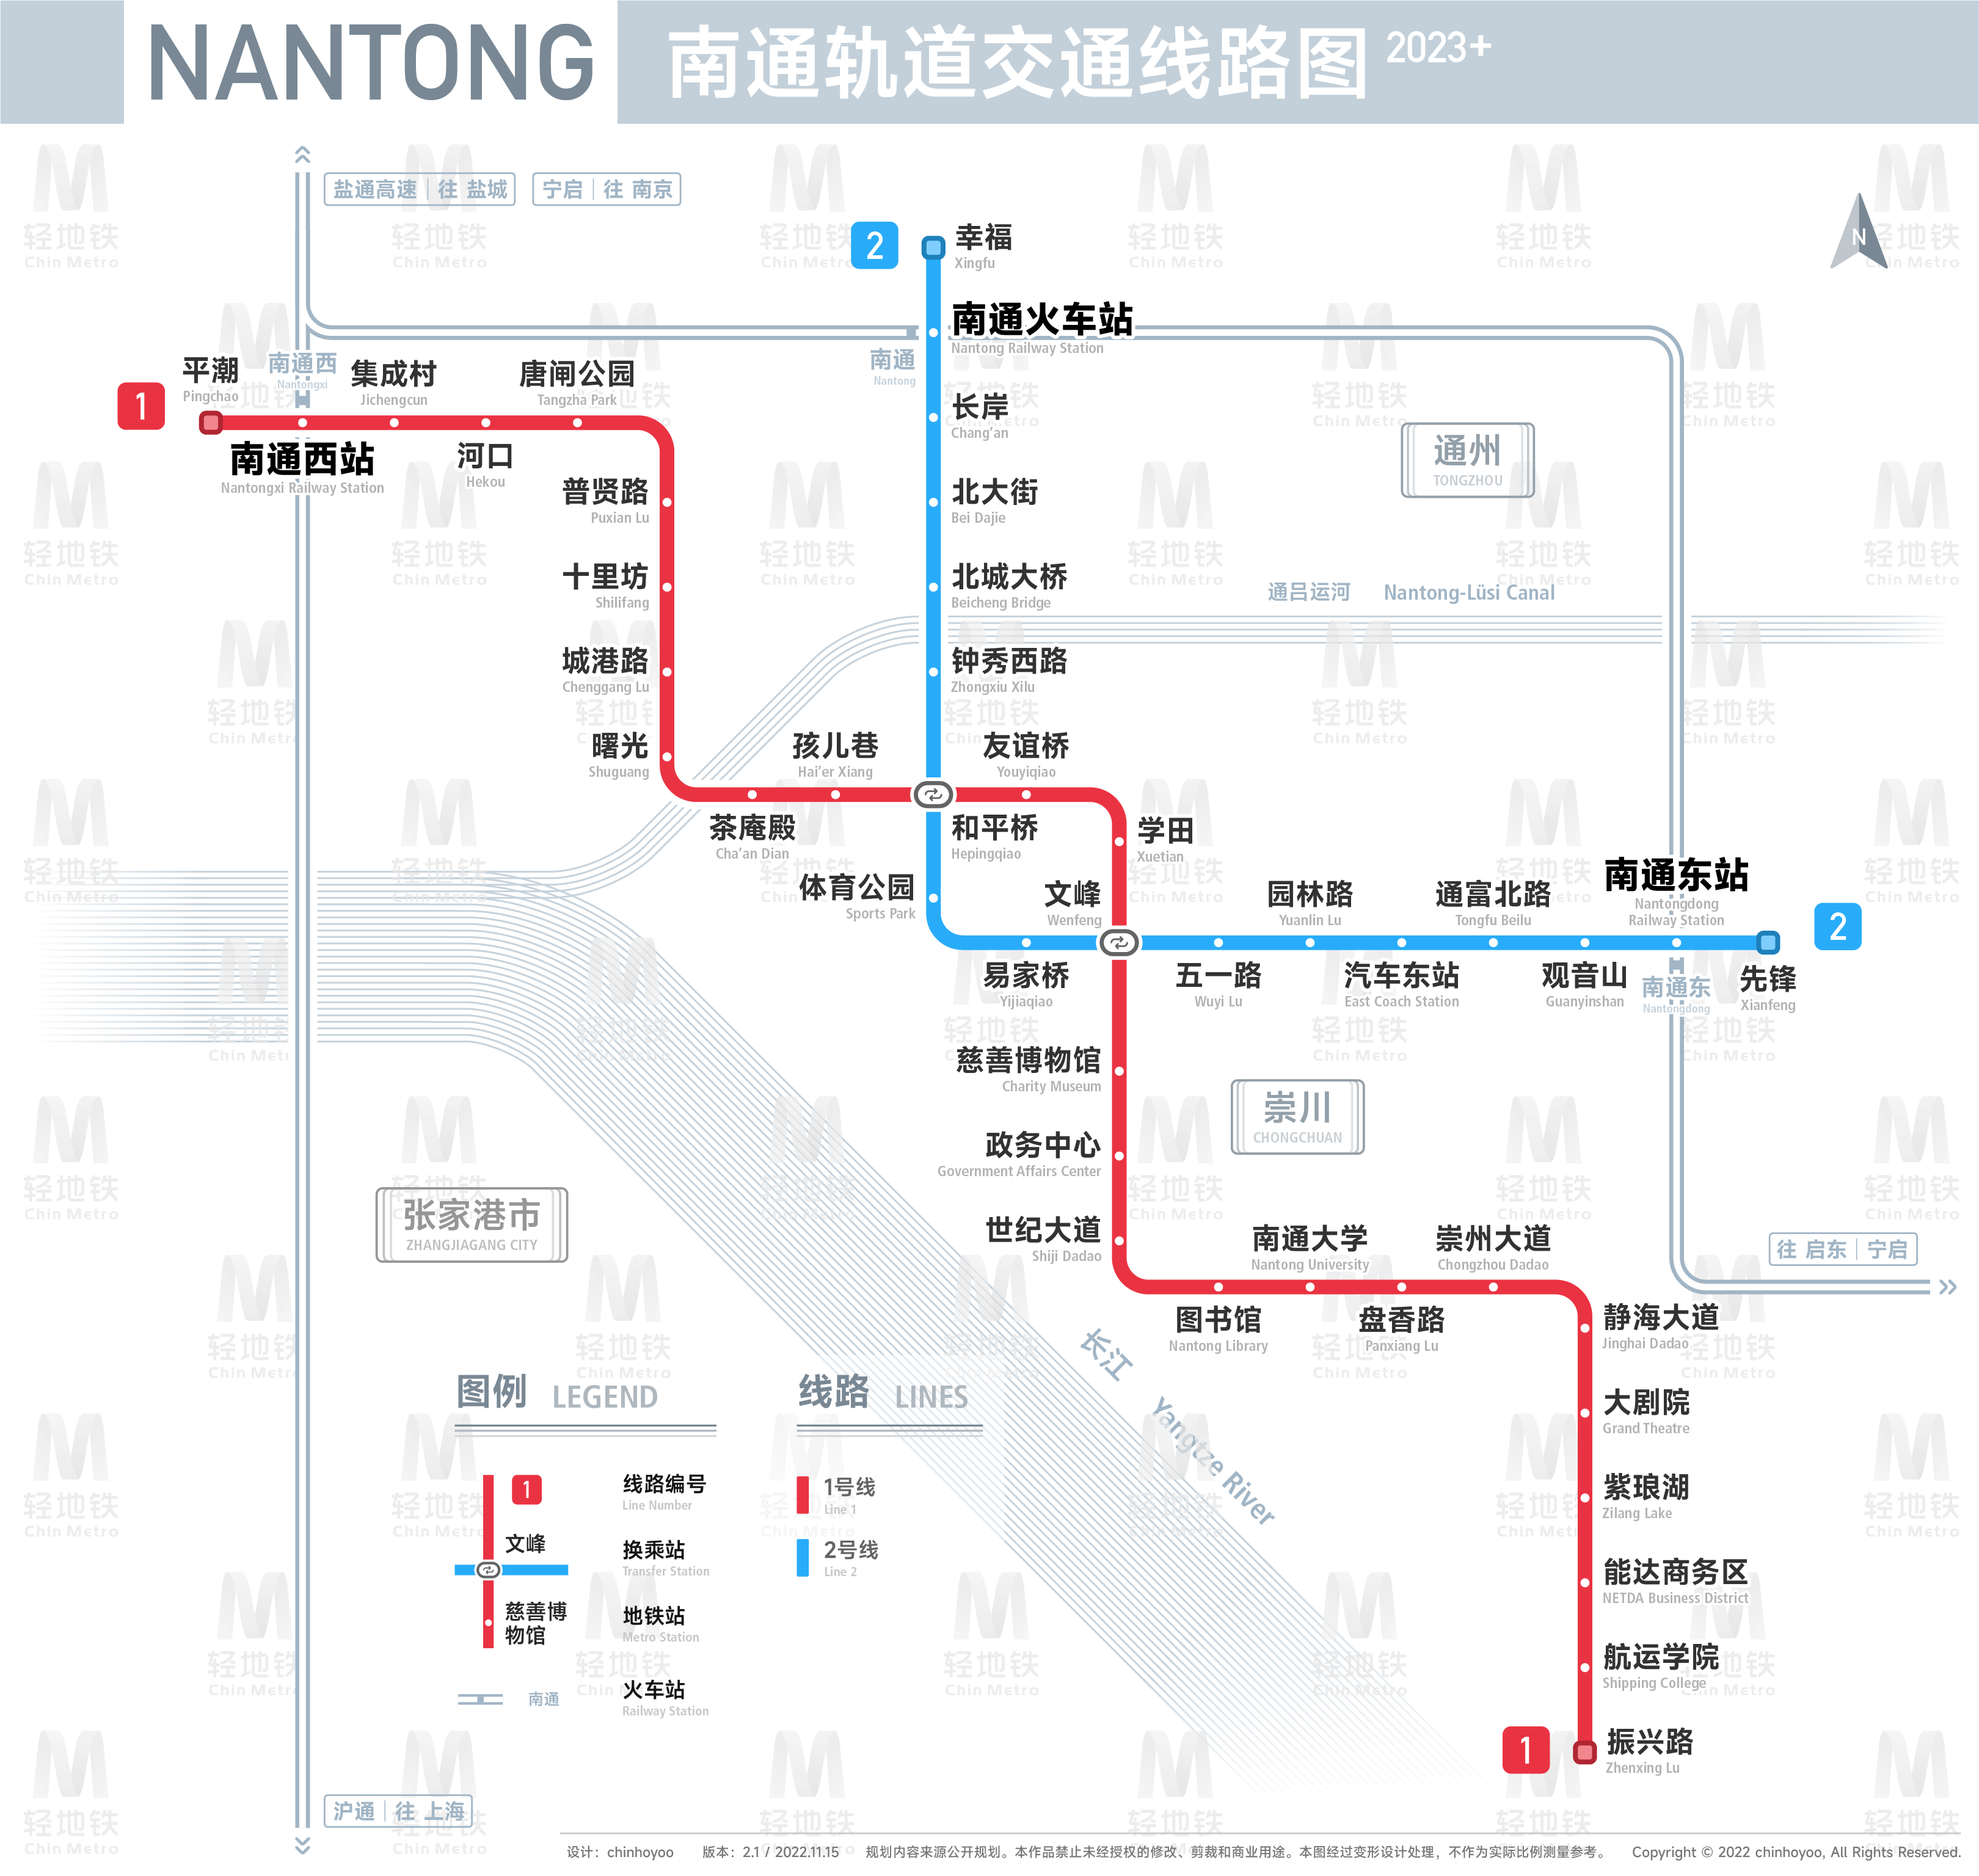 NANTONG
南通轨道交通线路图 2023+
盐通高速 | 往 盐城
宁启 | 往 南京
2
幸福
Xingfu
N
南通火车站
Nantong Railway Station
南通
Nantong
1
平潮
Pingchao
南通西
Nantongxi
集成村
Jichengcun
唐闸公园
Tangzha Park
南通西站
Nantongxi Railway Station
河口
Hekou
长岸
Chang'an
通州
TONGZHOU
普贤路
Puxian Lu
北大街
Bei Dajie
十里坊
Shilifang
北城大桥
Beicheng Bridge
通吕运河 Nantong-Lüsi Canal
城港路
Chenggang Lu
钟秀西路
Zhongxiu Xilu
曙光
Shuguang
孩儿巷
Hai'er Xiang
友谊桥
Youyiqiao
茶庵殿
Cha'an Dian
和平桥
Hepingqiao
学田
Xuetian
体育公园
Sports Park
文峰
Wenfeng
园林路
Yuanlin Lu
通富北路
Tongfu Beilu
南通东站
Nantongdong
Railway Station
2
易家桥
Yijiaqiao
五一路
Wuyi Lu
汽车东站
East Coach Station
观音山
Guanyinshan
南通东
Nantongdong
先锋
Xianfeng
慈善博物馆
Charity Museum
崇川
CHONGCHUAN
政务中心
Government Affairs Center
张家港市
ZHANGJIAGANG CITY
世纪大道
Shiji Dadao
南通大学
Nantong University
崇州大道
Chongzhou Dadao
往 启东 | 宁启
图书馆
Nantong Library
盘香路
Panxiang Lu
静海大道
Jinghai Dadao
长江 Yangtze River
大剧院
Grand Theatre
紫琅湖
Zilang Lake
能达商务区
NETDA Business District
航运学院
Shipping College
1
振兴路
Zhenxing Lu
图例 LEGEND
1
线路编号
Line Number
文峰
换乘站
Transfer Station
慈善博
物馆
地铁站
Metro Station
南通
火车站
Railway Station
线路 LINES
1号线
Line 1
2号线
Line 2
沪通 | 往 上海
设计：chinhoyoo 版本：2.1 / 2022.11.15 规划内容来源公开规划。本作品禁止未经授权的修改、剪裁和商业用途。本图经过变形设计处理，不作为实际比例测量参考。 Copyright © 2022 chinhoyoo, All Rights Reserved.
轻地铁
Chin Metro